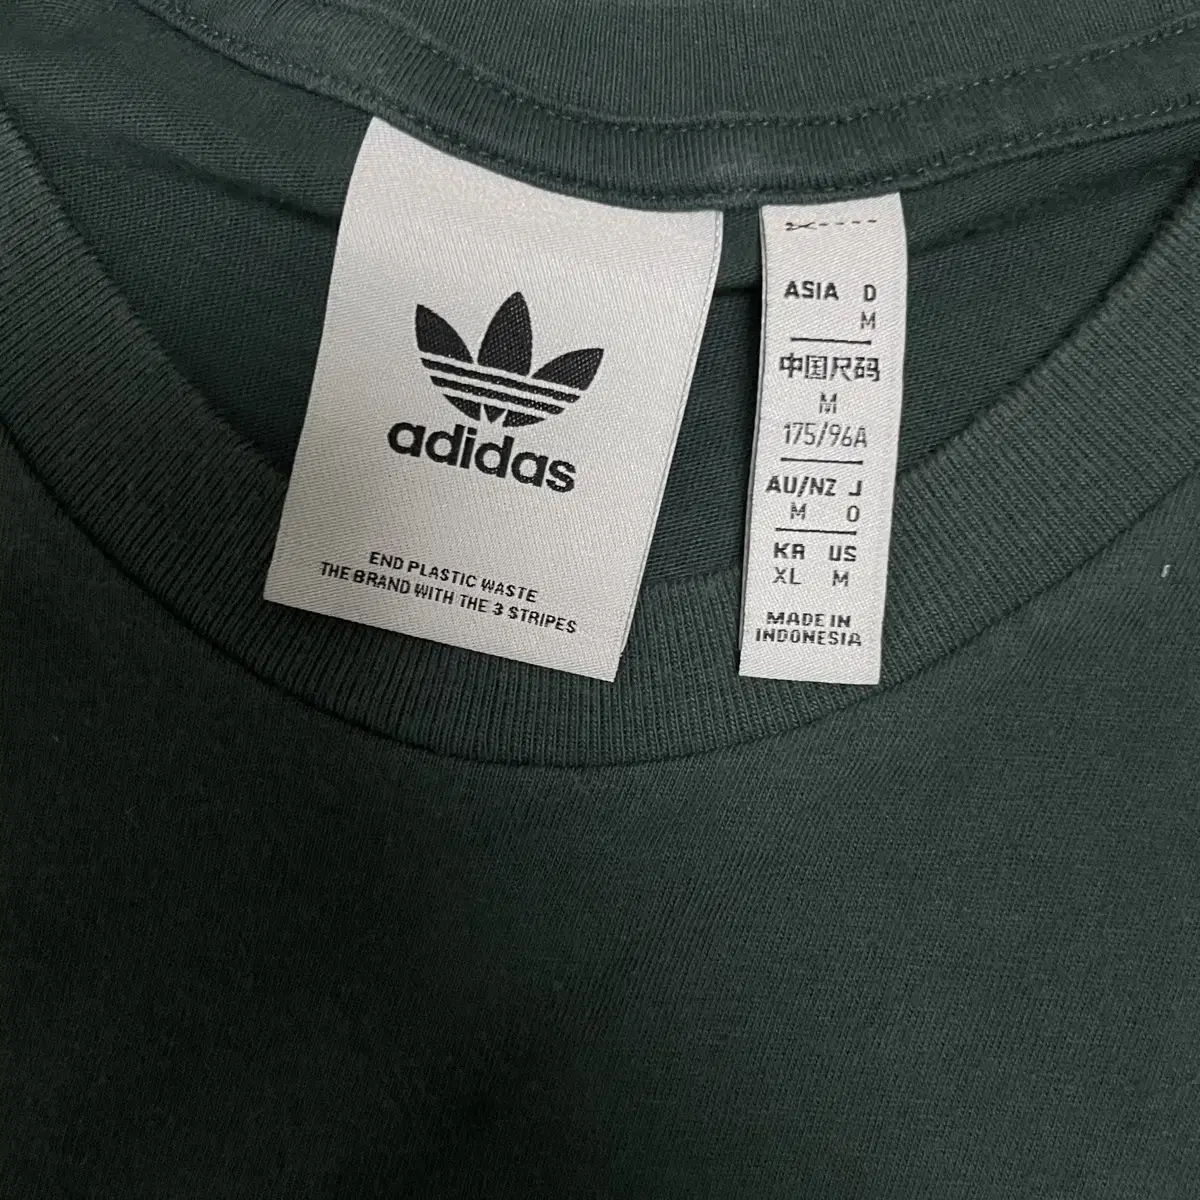 adidas
END PLASTIC WASTE
THE BRAND WITH THE 3 STRIPES
ASIA D
M
中国尺码
M
175/96A
AU/NZ J
M O
KR US
XL M
MADE IN
INDONESIA